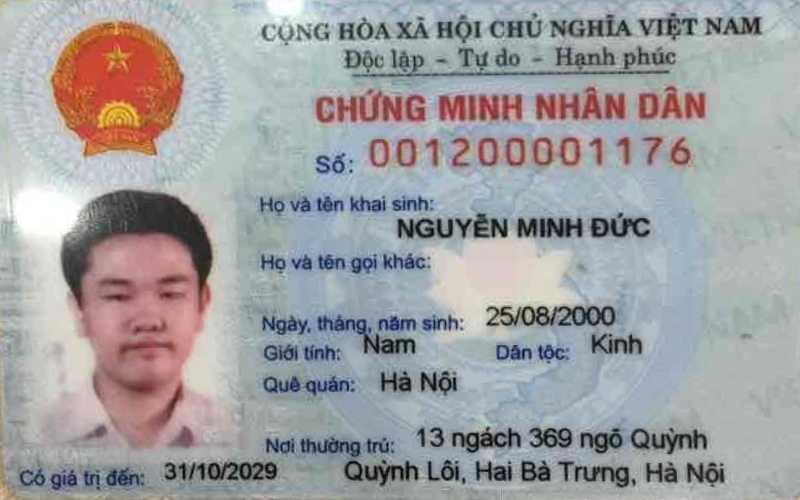 CỘNG HÒA XÃ HỘI CHỦ NGHĨA VIỆT NAM
Độc lập - Tự do - Hạnh phúc
CHỨNG MINH NHÂN DÂN
Số: 001200001176
Họ và tên khai sinh:
NGUYỄN MINH ĐỨC
Họ và tên gọi khác:
Ngày, tháng, năm sinh: 25/08/2000
Giới tính: Nam Dân tộc: Kinh
Quê quán: Hà Nội
Nơi thường trú: 13 ngách 369 ngõ Quỳnh
Quỳnh Lôi, Hai Bà Trưng, Hà Nội
Có giá trị đến: 31/10/2029